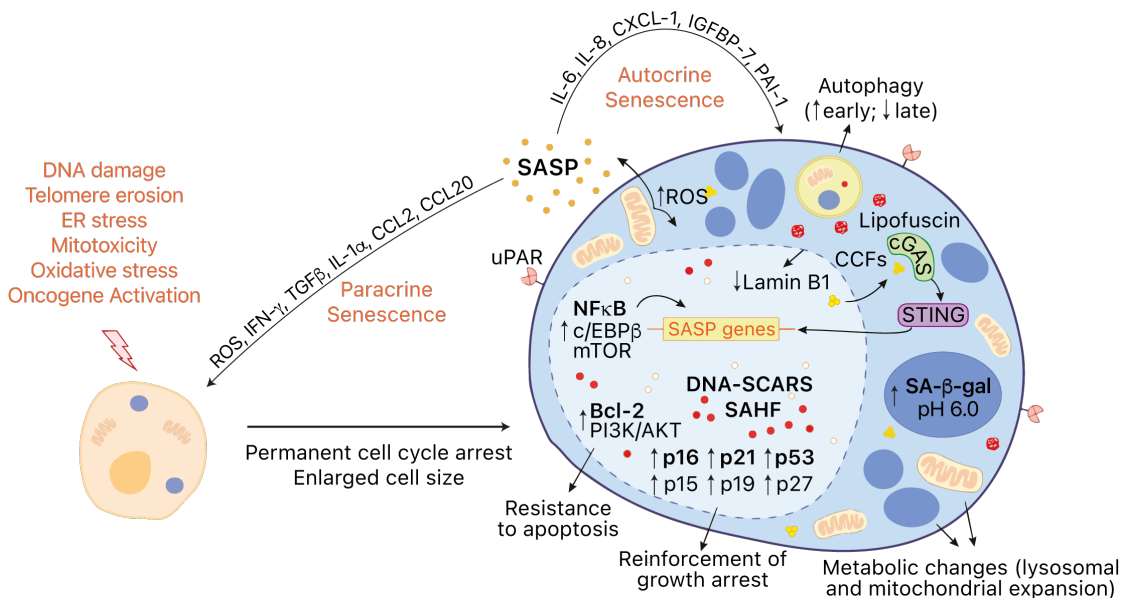 IL-6, IL-8, CXCL-1, IGFBP-7, PAI-1
Autocrine
Senescence
Autophagy
(↑early; ↓late)
SASP
DNA damage
Telomere erosion
ER stress
Mitotoxicity
Oxidative stress
Oncogene Activation
ROS, IFN-γ, TGFβ, IL-1α, CCL2, CCL20
Paracrine
Senescence
uPAR
↑ROS
Lipofuscin
cGAS
CCFs
STING
↓Lamin B1
NFκB
↑ c/EBPβ
mTOR
SASP genes
DNA-SCARS
SAHF
↑ SA-β-gal
pH 6.0
↑ Bcl-2
PI3K/AKT
↑p16 ↑p21 ↑p53
↑p15 ↑p19 ↑p27
Permanent cell cycle arrest
Enlarged cell size
Resistance
to apoptosis
Reinforcement of
growth arrest
Metabolic changes (lysosomal
and mitochondrial expansion)